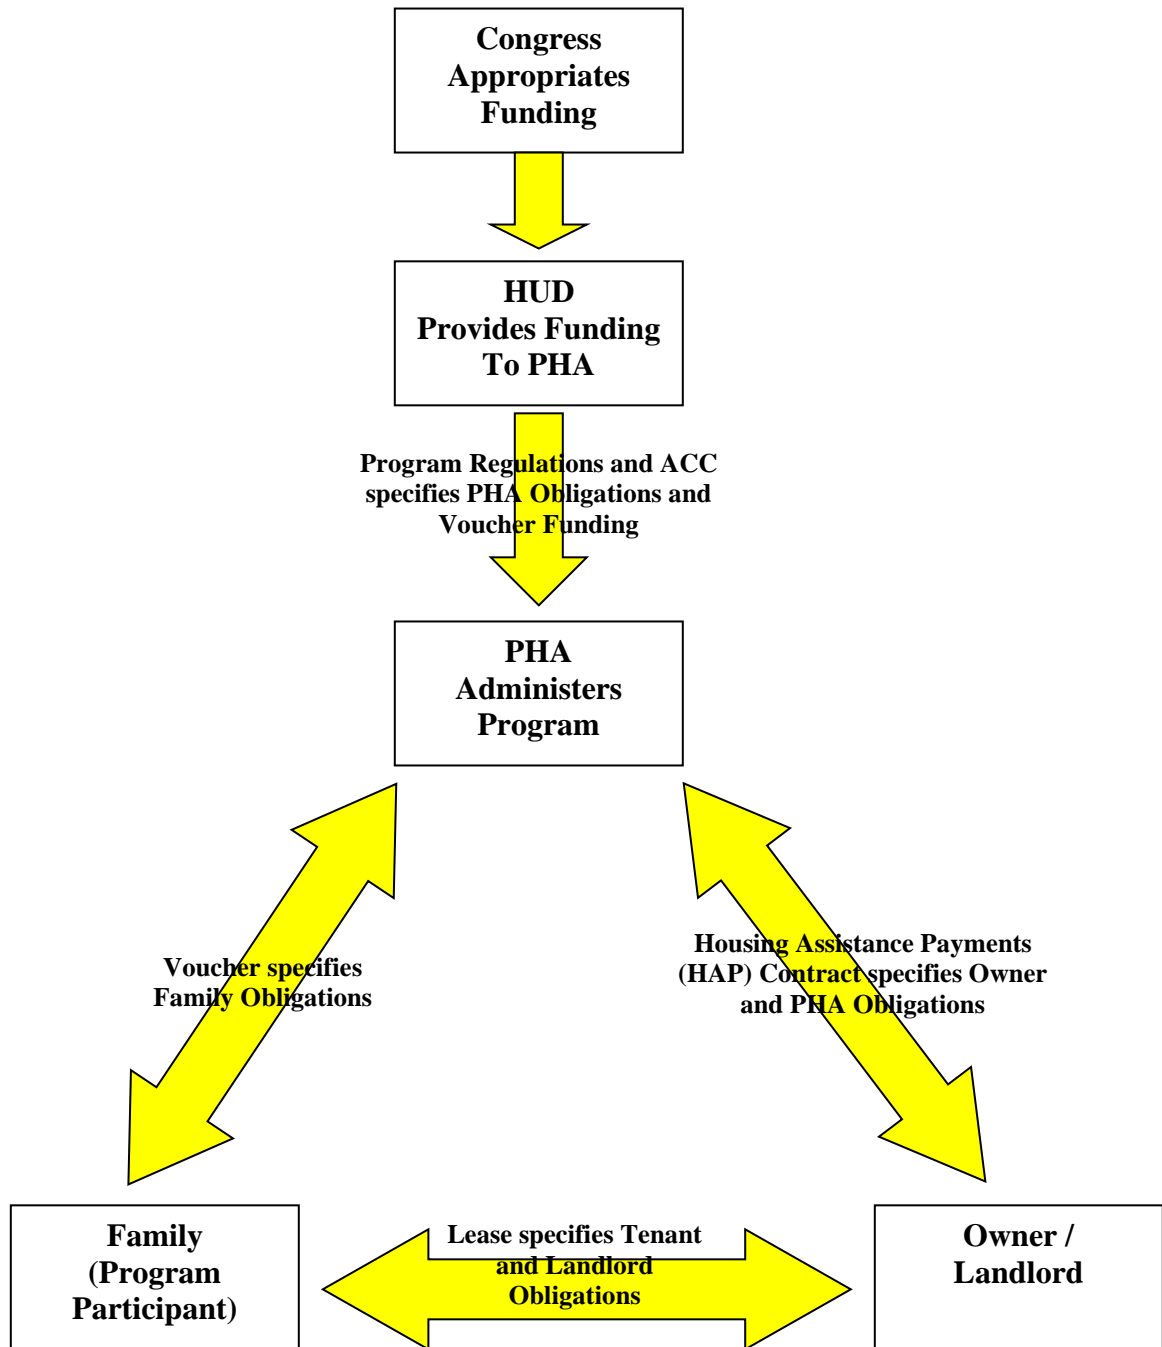 Congress
Appropriates
Funding
HUD
Provides Funding
To PHA
Program Regulations and ACC
specifies PHA Obligations and
Voucher Funding
PHA
Administers
Program
Voucher specifies
Family Obligations
Housing Assistance Payments
(HAP) Contract specifies Owner
and PHA Obligations
Family
(Program
Participant)
Lease specifies Tenant
and Landlord
Obligations
Owner /
Landlord